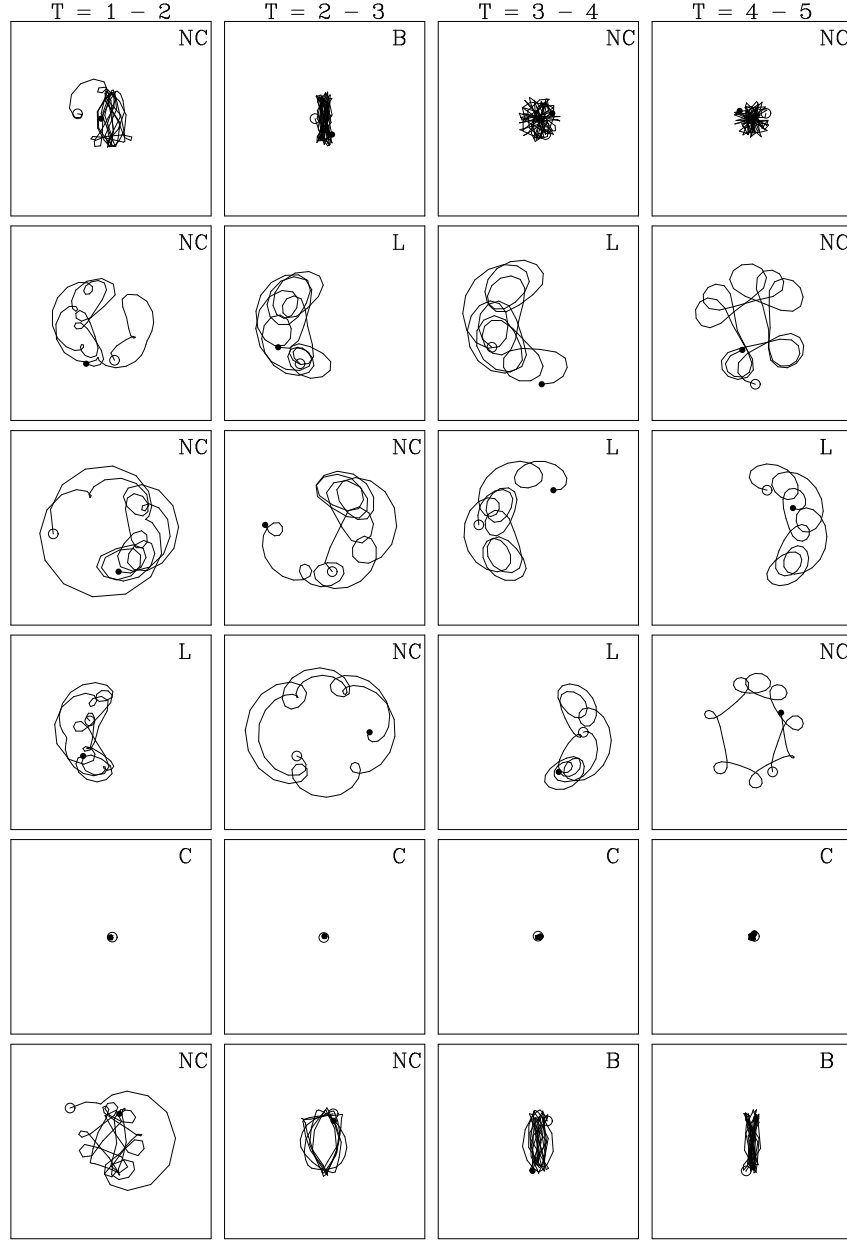 T = 1 - 2 T = 2 - 3 T = 3 - 4 T = 4 - 5
NC B NC NC
NC L L NC
NC NC L L
L NC L NC
C C C C
NC NC B B